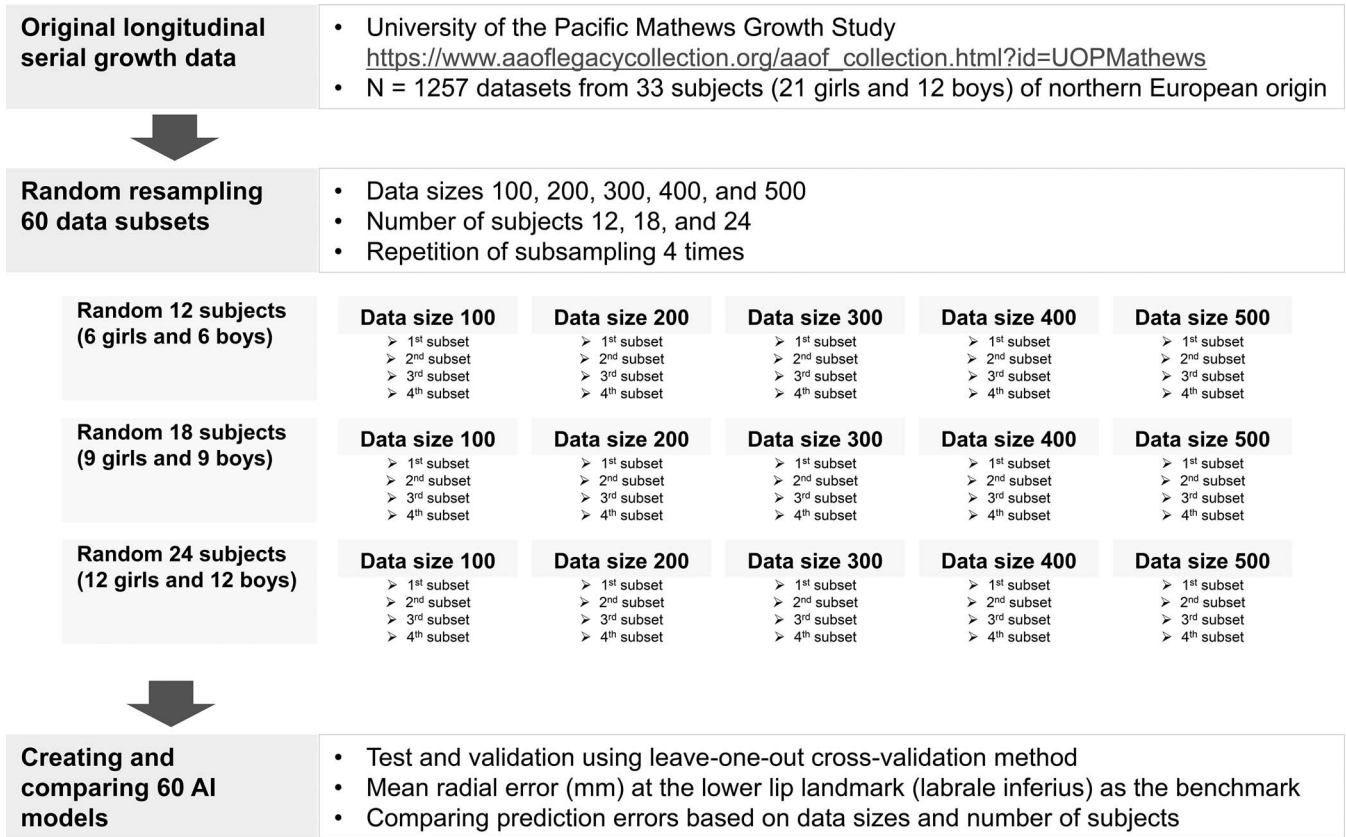 Original longitudinal
serial growth data
• University of the Pacific Mathews Growth Study
https://www.aaoflegacycollection.org/aaof_collection.html?id=UOPMathews
• N = 1257 datasets from 33 subjects (21 girls and 12 boys) of northern European origin
Random resampling
60 data subsets
• Data sizes 100, 200, 300, 400, and 500
• Number of subjects 12, 18, and 24
• Repetition of subsampling 4 times
Random 12 subjects
(6 girls and 6 boys)
Data size 100 Data size 200 Data size 300 Data size 400 Data size 500
➢ 1st subset ➢ 1st subset ➢ 1st subset ➢ 1st subset ➢ 1st subset
➢ 2nd subset ➢ 2nd subset ➢ 2nd subset ➢ 2nd subset ➢ 2nd subset
➢ 3rd subset ➢ 3rd subset ➢ 3rd subset ➢ 3rd subset ➢ 3rd subset
➢ 4th subset ➢ 4th subset ➢ 4th subset ➢ 4th subset ➢ 4th subset
Random 18 subjects
(9 girls and 9 boys)
Data size 100 Data size 200 Data size 300 Data size 400 Data size 500
➢ 1st subset ➢ 1st subset ➢ 1st subset ➢ 1st subset ➢ 1st subset
➢ 2nd subset ➢ 2nd subset ➢ 2nd subset ➢ 2nd subset ➢ 2nd subset
➢ 3rd subset ➢ 3rd subset ➢ 3rd subset ➢ 3rd subset ➢ 3rd subset
➢ 4th subset ➢ 4th subset ➢ 4th subset ➢ 4th subset ➢ 4th subset
Random 24 subjects
(12 girls and 12 boys)
Data size 100 Data size 200 Data size 300 Data size 400 Data size 500
➢ 1st subset ➢ 1st subset ➢ 1st subset ➢ 1st subset ➢ 1st subset
➢ 2nd subset ➢ 2nd subset ➢ 2nd subset ➢ 2nd subset ➢ 2nd subset
➢ 3rd subset ➢ 3rd subset ➢ 3rd subset ➢ 3rd subset ➢ 3rd subset
➢ 4th subset ➢ 4th subset ➢ 4th subset ➢ 4th subset ➢ 4th subset
Creating and
comparing 60 AI
models
• Test and validation using leave-one-out cross-validation method
• Mean radial error (mm) at the lower lip landmark (labrale inferius) as the benchmark
• Comparing prediction errors based on data sizes and number of subjects